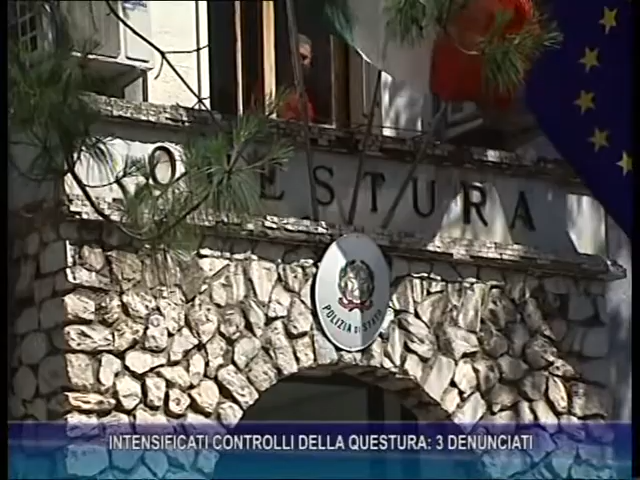 QUESTURA
POLIZIA DI STATO
INTENSIFICATI CONTROLLI DELLA QUESTURA: 3 DENUNCIATI